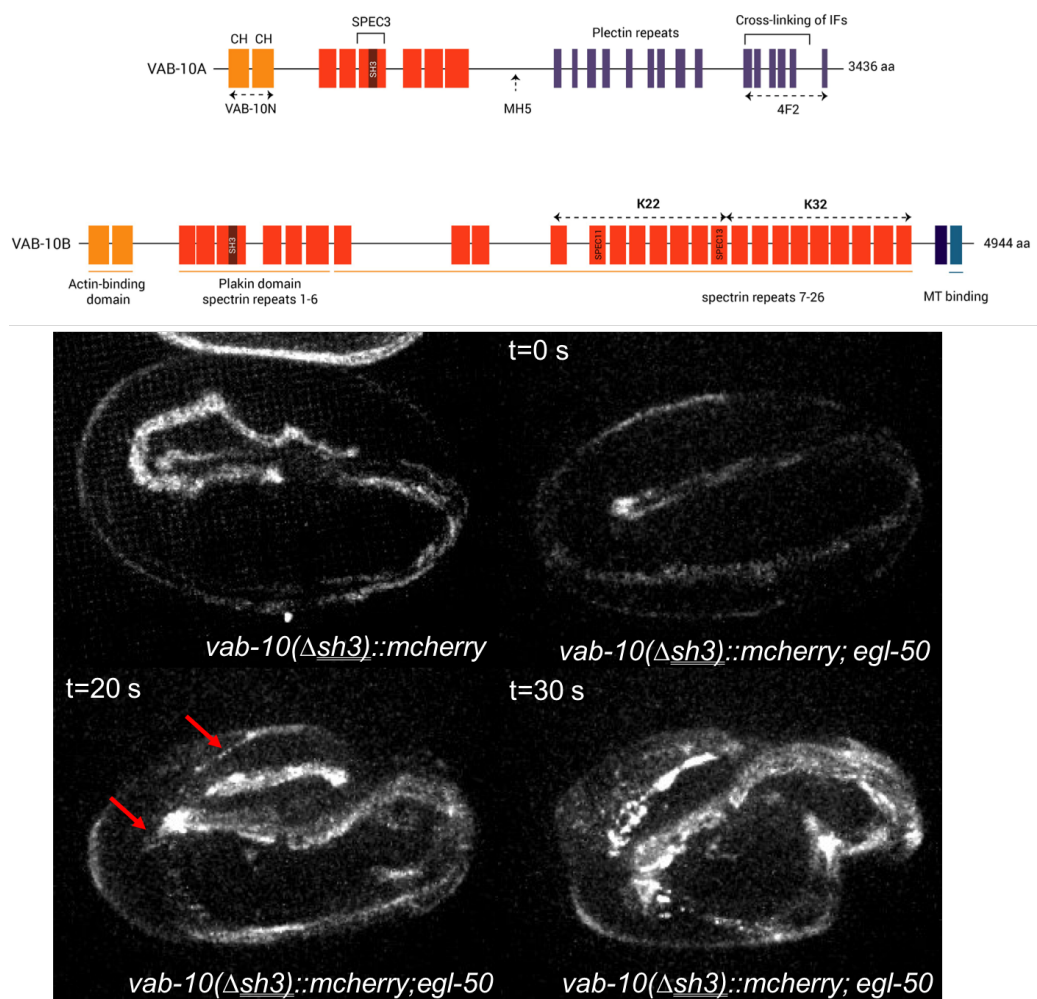 SPEC3
CH CH
Plectin repeats
Cross-linking of IFs
VAB-10A
SH3
3436 aa
VAB-10N
MH5
4F2
K22
K32
VAB-10B
SH3
SPEC11
SPEC13
4944 aa
Actin-binding
domain
Plakin domain
spectrin repeats 1-6
spectrin repeats 7-26
MT binding
t=0 s
vab-10(Δsh3)::mcherry
vab-10(Δsh3)::mcherry; egl-50
t=20 s
t=30 s
vab-10(Δsh3)::mcherry;egl-50
vab-10(Δsh3)::mcherry; egl-50